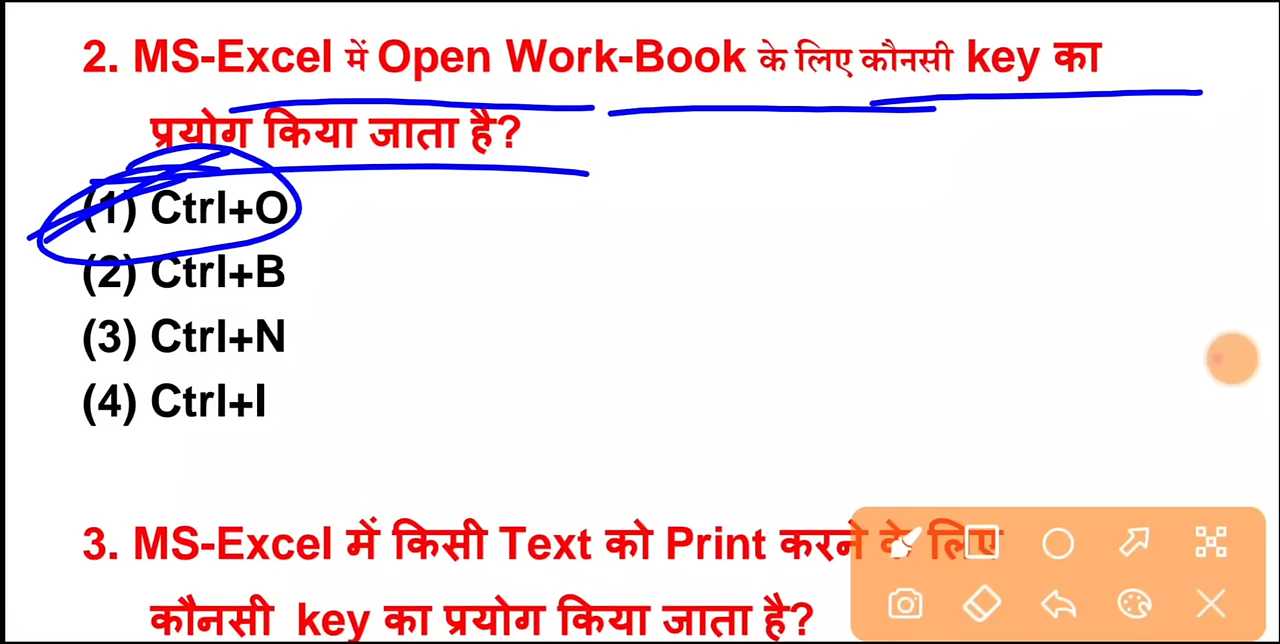 2. MS-Excel में Open Work-Book के लिए कौनसी key का
प्रयोग किया जाता है?
(1) Ctrl+O
(2) Ctrl+B
(3) Ctrl+N
(4) Ctrl+I
3. MS-Excel में किसी Text को Print करने के लिए
कौनसी key का प्रयोग किया जाता है?